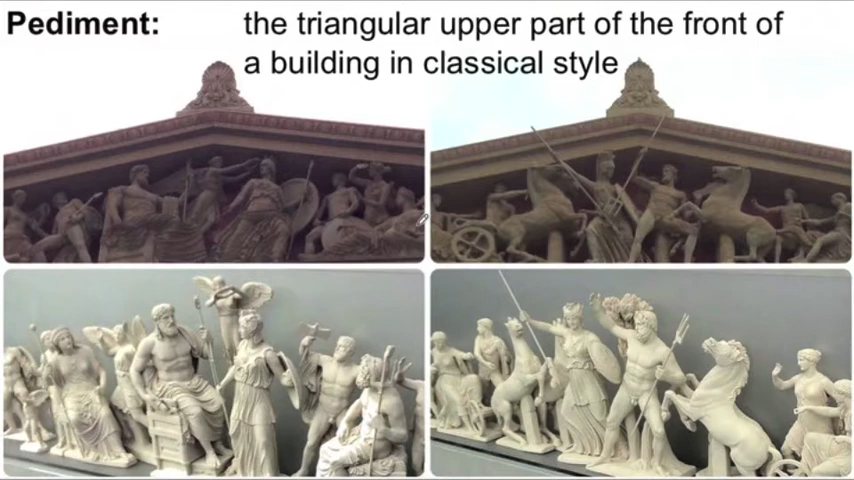 Pediment: the triangular upper part of the front of
a building in classical style